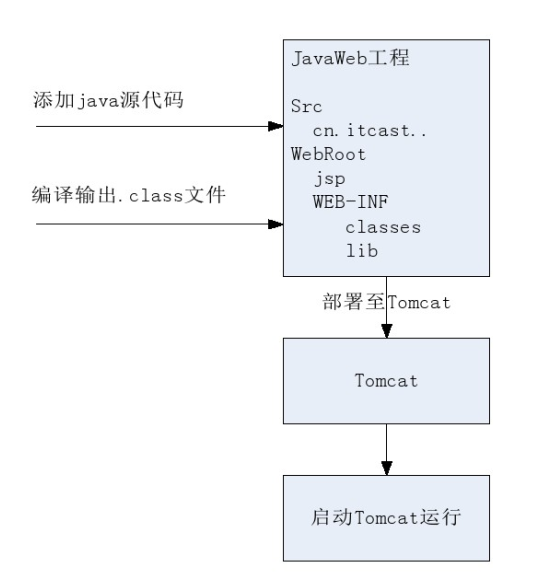 JavaWeb工程
添加java源代码
Src
cn.itcast..
WebRoot
jsp
编译输出.class文件
WEB-INF
classes
lib
部署至Tomcat
Tomcat
启动Tomcat运行